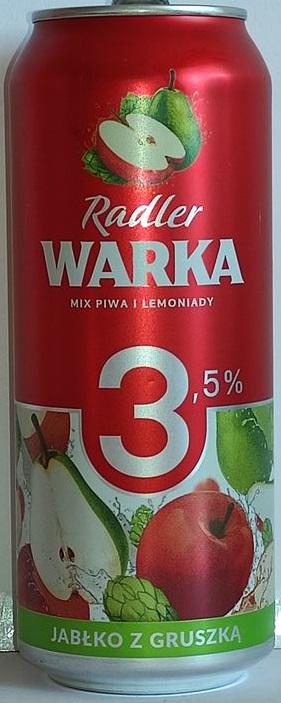 Radler
WARKA
MIX PIWA I LEMONIADY
3,5%
JABŁKO Z GRUSZKĄ